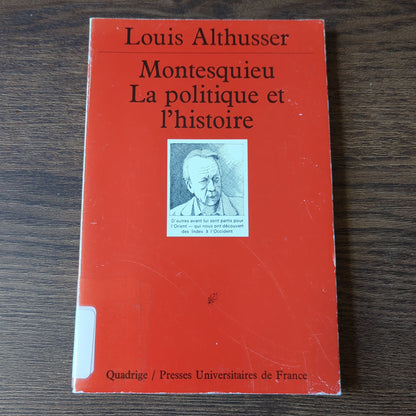 Louis Althusser
Montesquieu
La politique et
l'histoire
D'autres avant lui sont partis pour
l'Orient — qui nous ont découvert
des Indes à l'Occident
Quadrige / Presses Universitaires de France